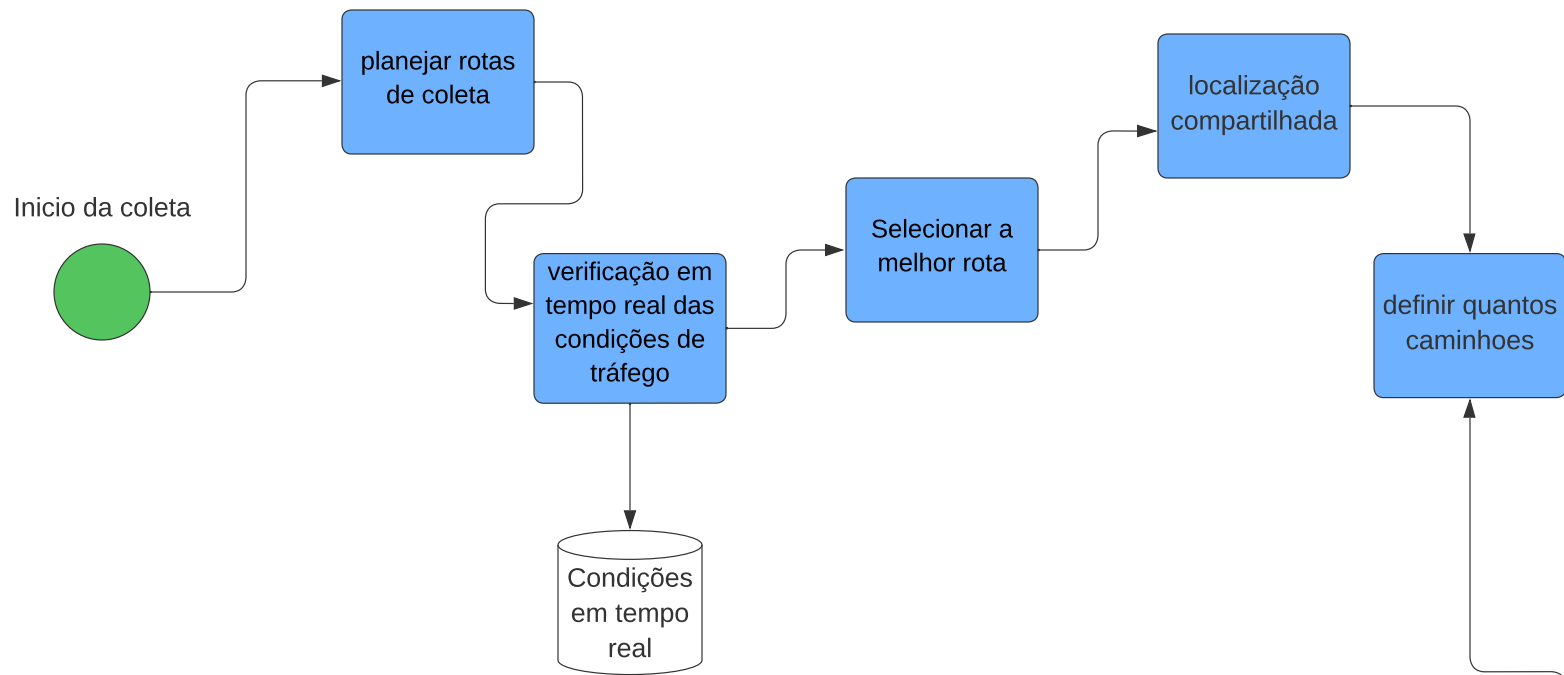 Inicio da coleta
planejar rotas
de coleta
verificação em
tempo real das
condições de
tráfego
Condições
em tempo
real
Selecionar a
melhor rota
localização
compartilhada
definir quantos
caminhoes